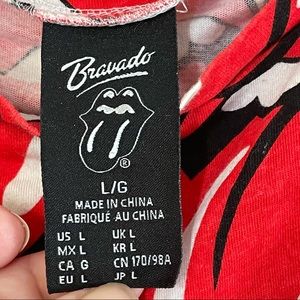 Bravado
®
L/G
MADE IN CHINA
FABRIQUÉ AU CHINA
US L UK L
MX L KR L
CA G CN 170/98A
EU L JP L